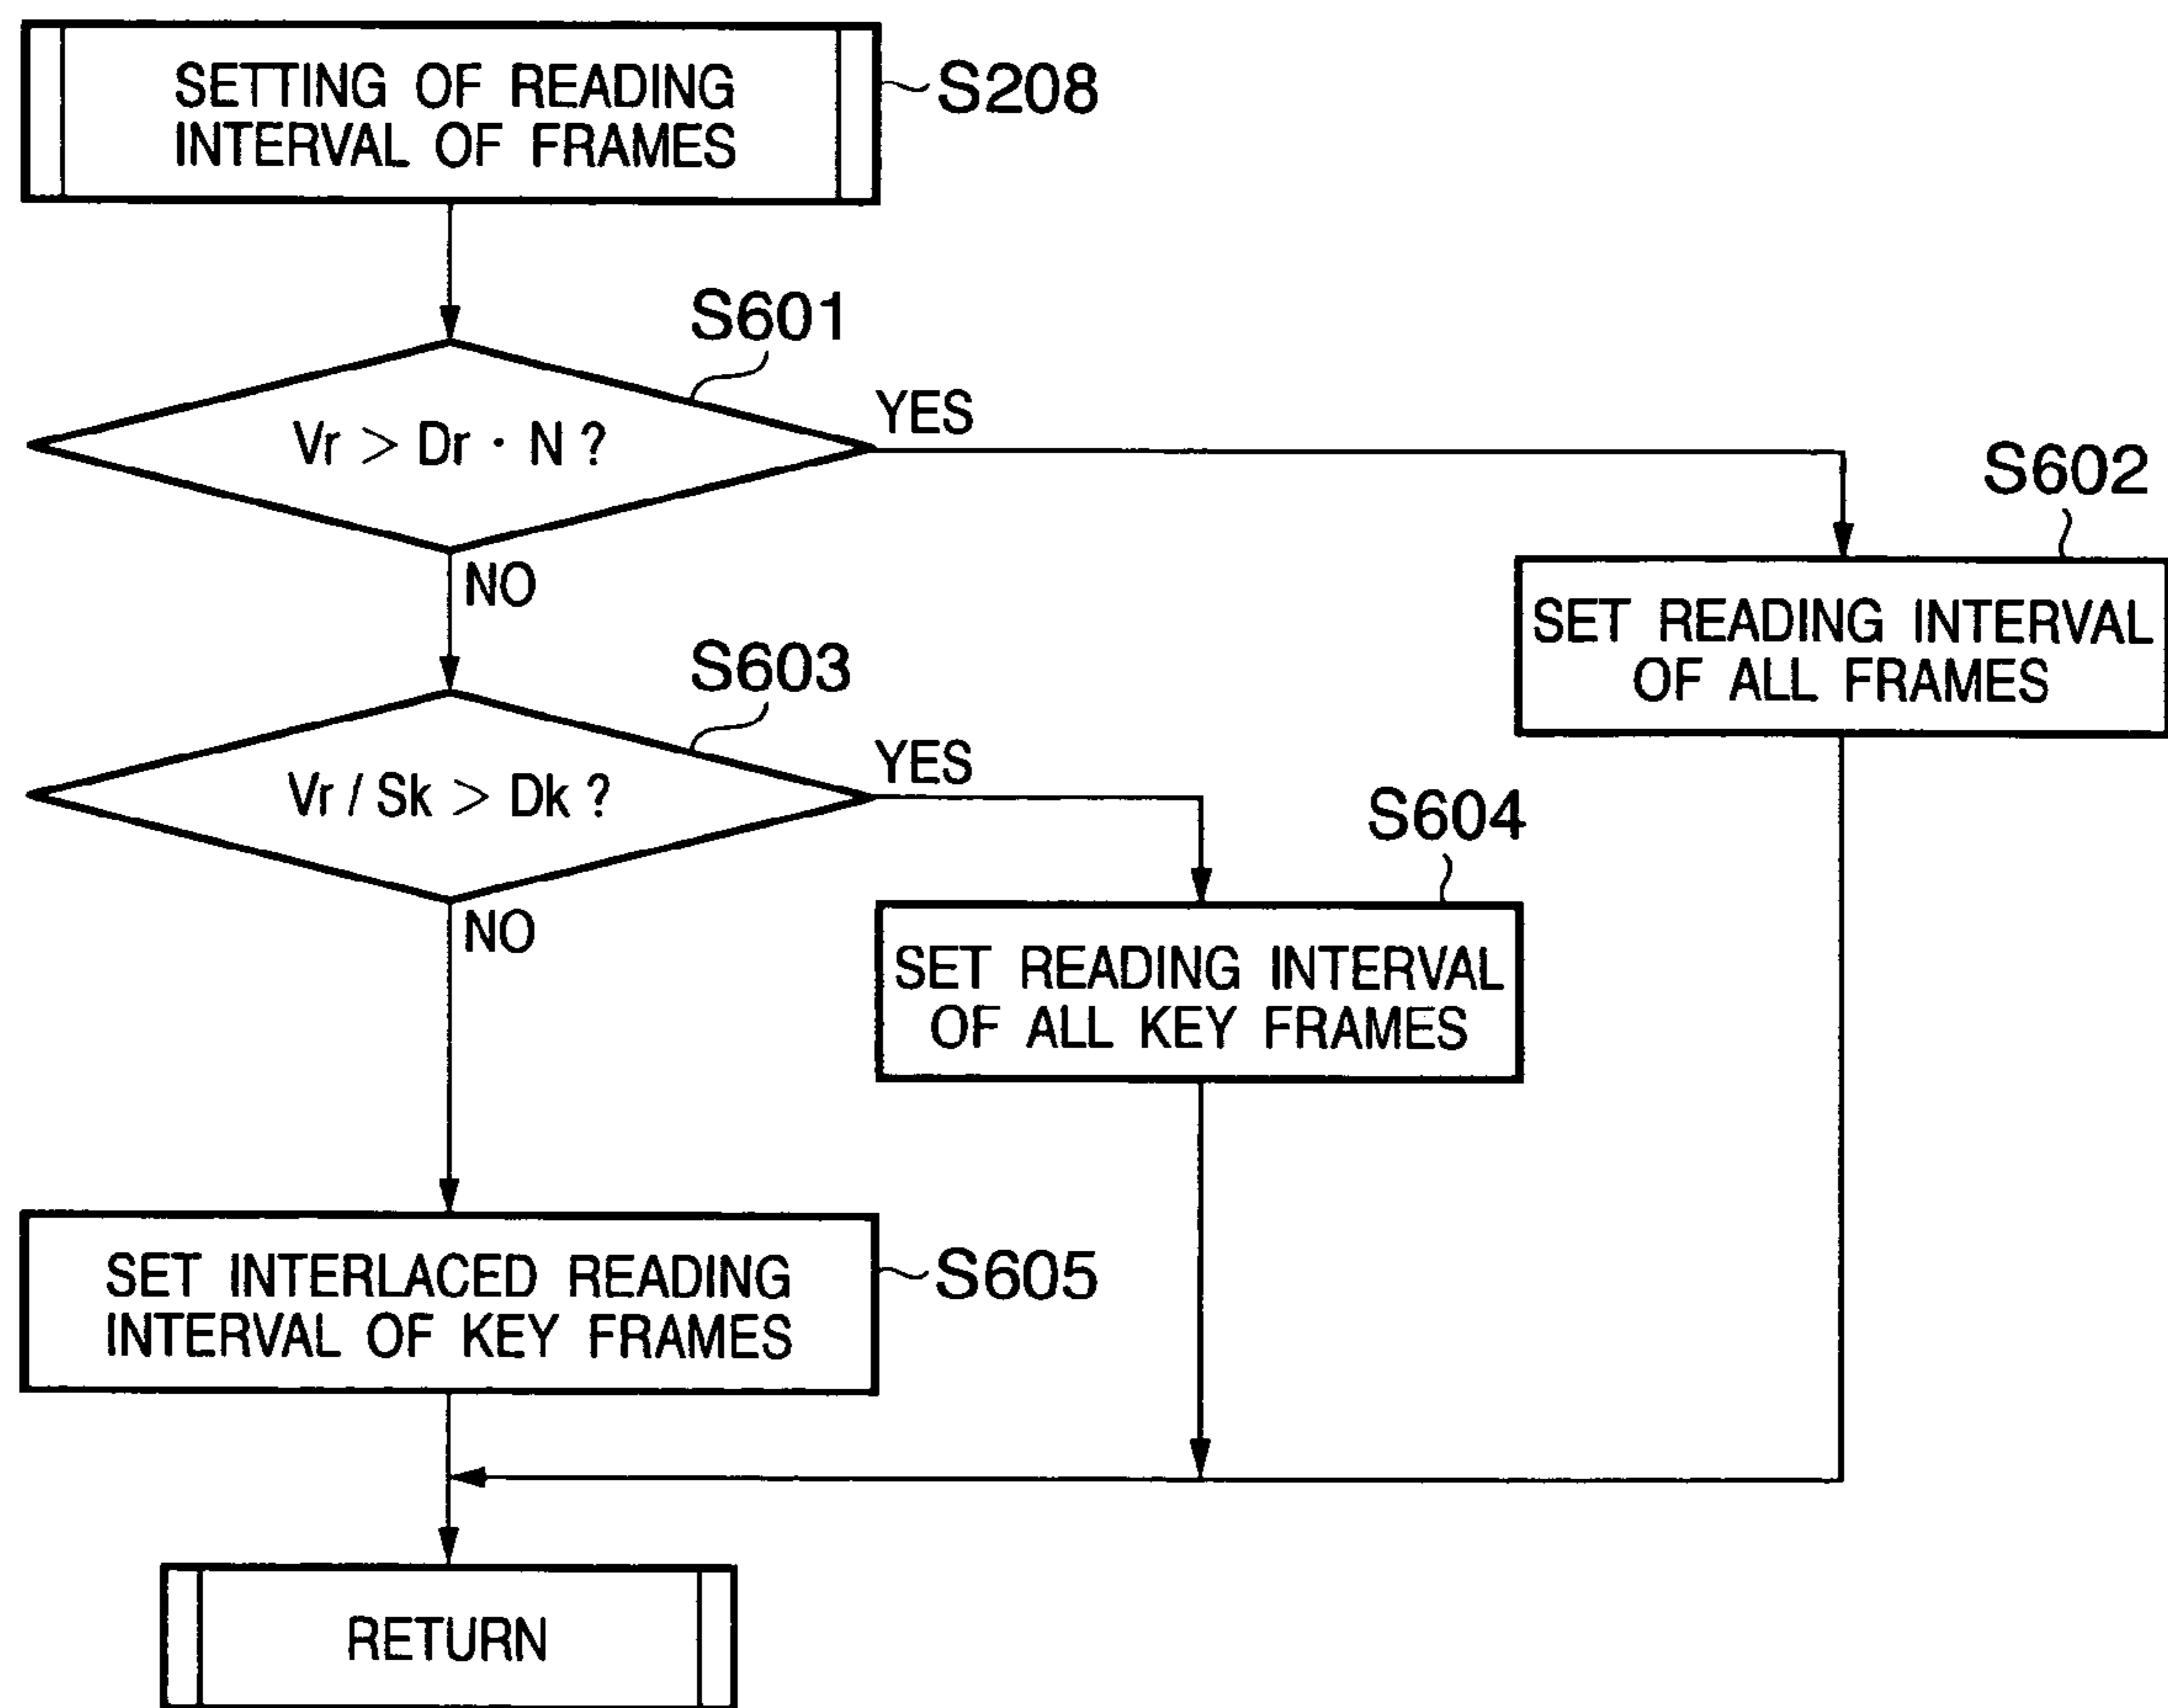 SETTING OF READING
INTERVAL OF FRAMES
S208
S601
Vr > Dr · N ?
YES
NO
S602
SET READING INTERVAL
OF ALL FRAMES
S603
Vr / Sk > Dk ?
YES
NO
S604
SET READING INTERVAL
OF ALL KEY FRAMES
SET INTERLACED READING
INTERVAL OF KEY FRAMES
S605
RETURN